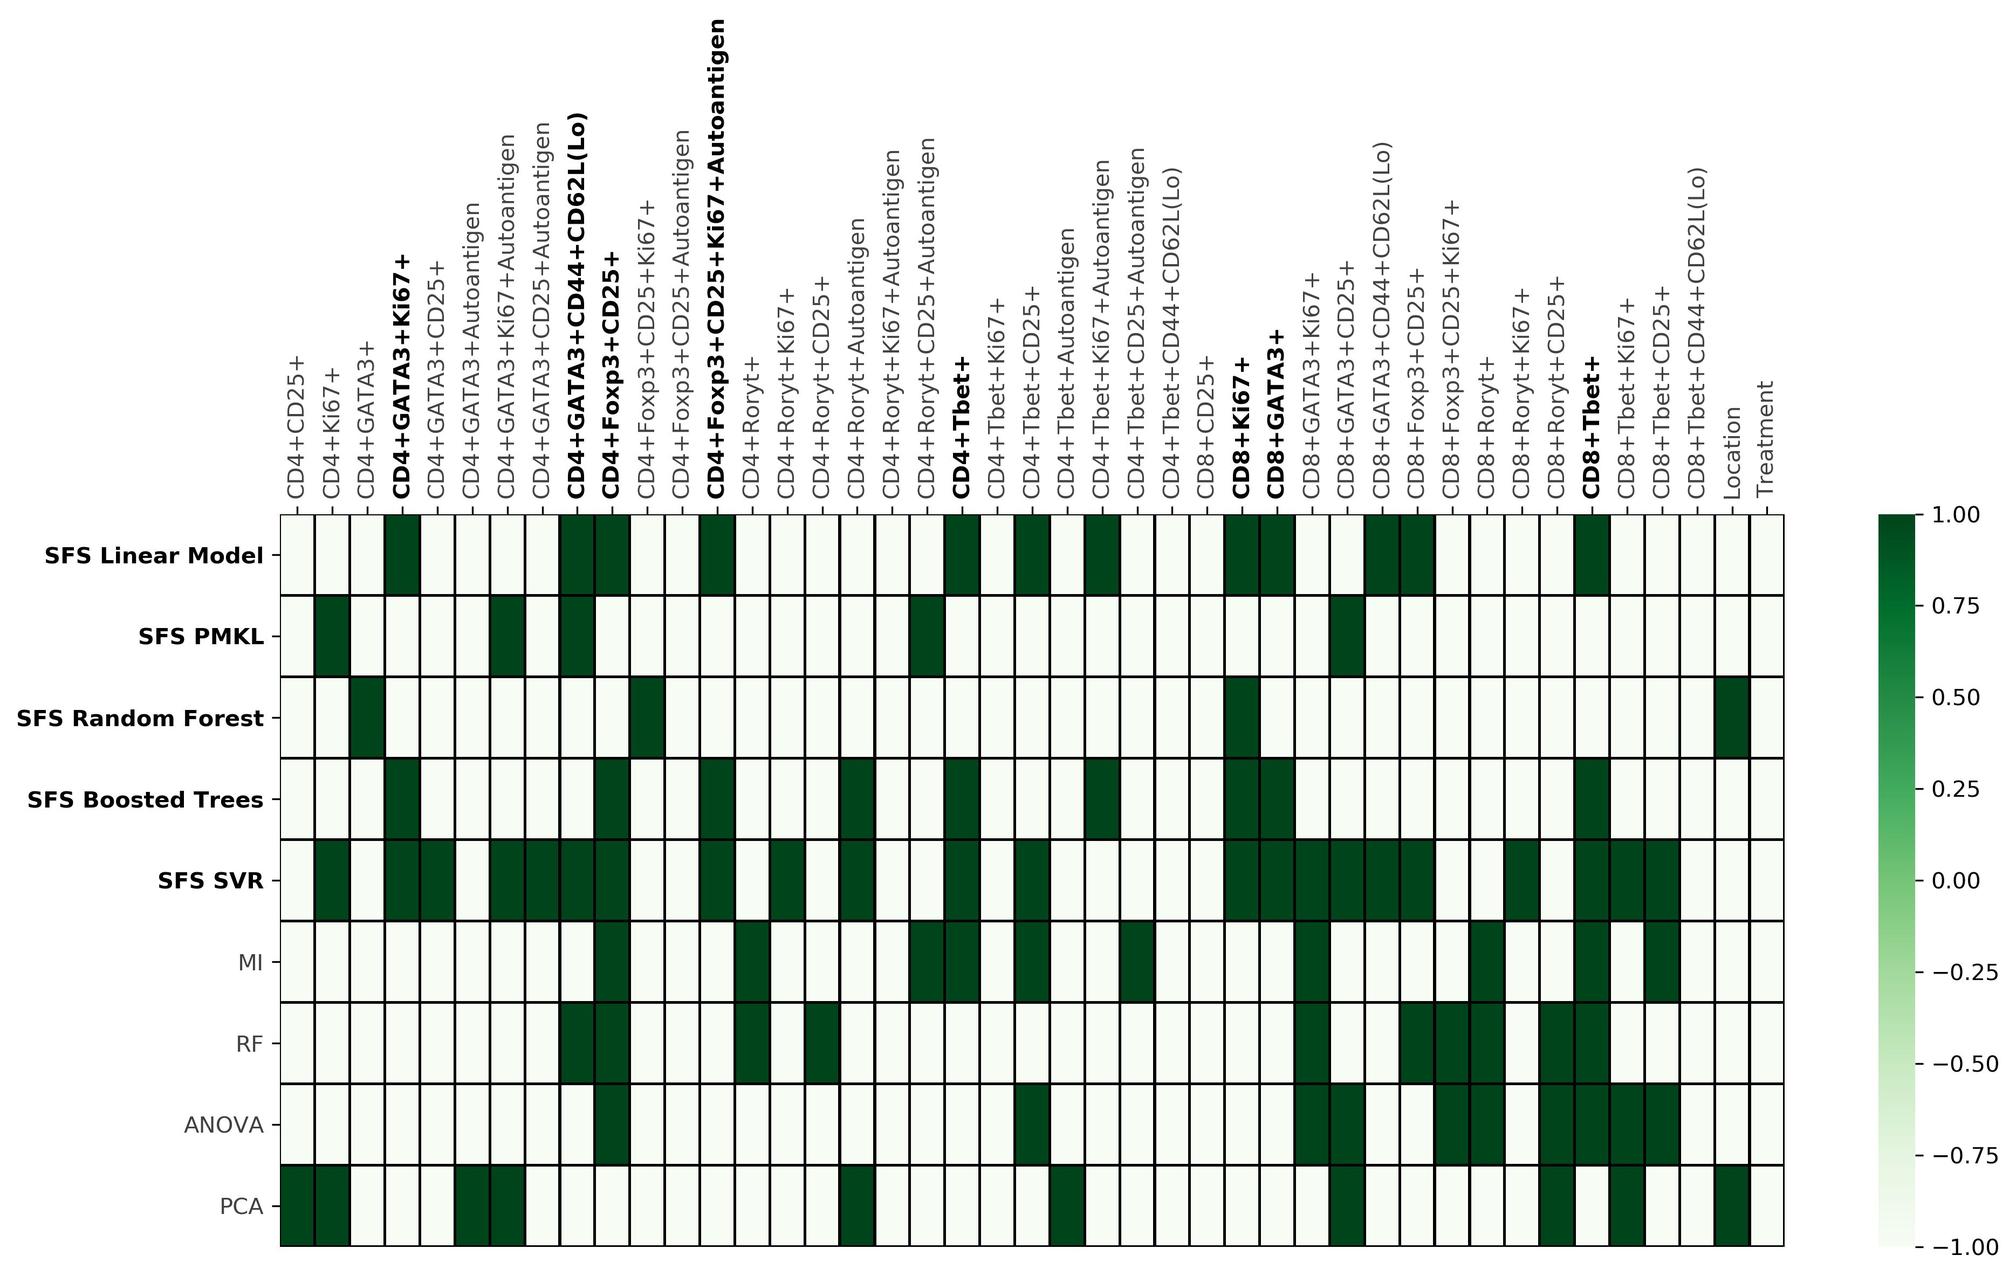 CD4+CD25+
CD4+Ki67+
CD4+GATA3+
CD4+GATA3+Ki67+
CD4+GATA3+CD25+
CD4+GATA3+Autoantigen
CD4+GATA3+Ki67+Autoantigen
CD4+GATA3+CD25+Autoantigen
CD4+GATA3+CD44+CD62L(Lo)
CD4+Foxp3+CD25+
CD4+Foxp3+CD25+Ki67+
CD4+Foxp3+CD25+Autoantigen
CD4+Foxp3+CD25+Ki67+Autoantigen
CD4+Roryt+
CD4+Roryt+Ki67+
CD4+Roryt+CD25+
CD4+Roryt+Autoantigen
CD4+Roryt+Ki67+Autoantigen
CD4+Roryt+CD25+Autoantigen
CD4+Tbet+
CD4+Tbet+Ki67+
CD4+Tbet+CD25+
CD4+Tbet+Autoantigen
CD4+Tbet+Ki67+Autoantigen
CD4+Tbet+CD25+Autoantigen
CD4+Tbet+CD44+CD62L(Lo)
CD8+CD25+
CD8+Ki67+
CD8+GATA3+
CD8+GATA3+Ki67+
CD8+GATA3+CD25+
CD8+GATA3+CD44+CD62L(Lo)
CD8+Foxp3+CD25+
CD8+Foxp3+CD25+Ki67+
CD8+Roryt+
CD8+Roryt+Ki67+
CD8+Roryt+CD25+
CD8+Tbet+
CD8+Tbet+Ki67+
CD8+Tbet+CD25+
CD8+Tbet+CD44+CD62L(Lo)
Location
Treatment
SFS Linear Model
SFS PMKL
SFS Random Forest
SFS Boosted Trees
SFS SVR
MI
RF
ANOVA
PCA
1.00
0.75
0.50
0.25
0.00
−0.25
−0.50
−0.75
−1.00